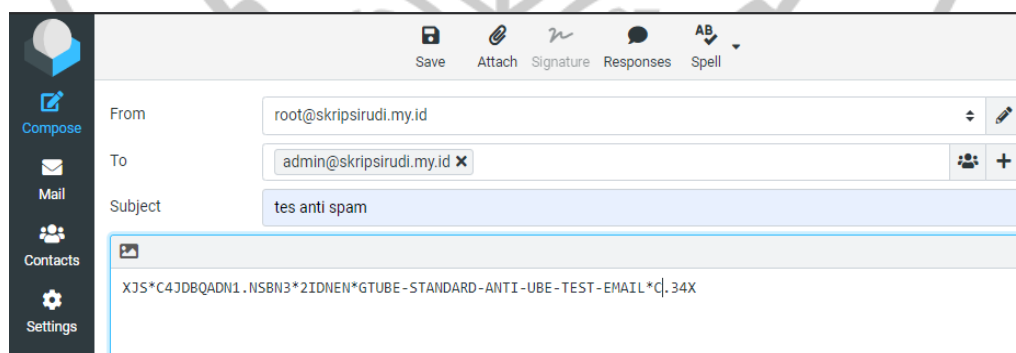 Save Attach Signature Responses ABC Spell
Compose
Mail
Contacts
Settings
From root@skripsirudi.my.id
To admin@skripsirudi.my.id
Subject tes anti spam
XJS*C4JDBQADN1.NSBN3*2IDNEN*GTUBE-STANDARD-ANTI-UBE-TEST-EMAIL*C.34X